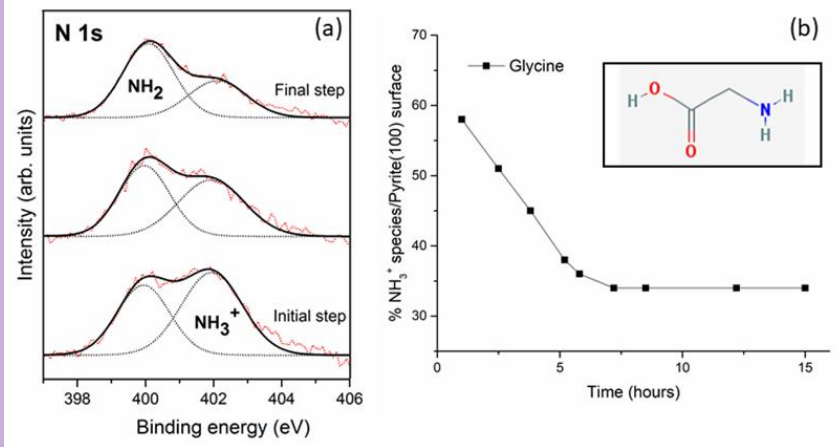 N 1s
(a)
NH2
Final step
NH3+
Initial step
Intensity (arb. units)
398 400 402 404 406
Binding energy (eV)
(b)
70
60
50
40
30
Glycine
H O O N H H
% NH3+ species/Pyrite(100) surface
0 5 10 15
Time (hours)